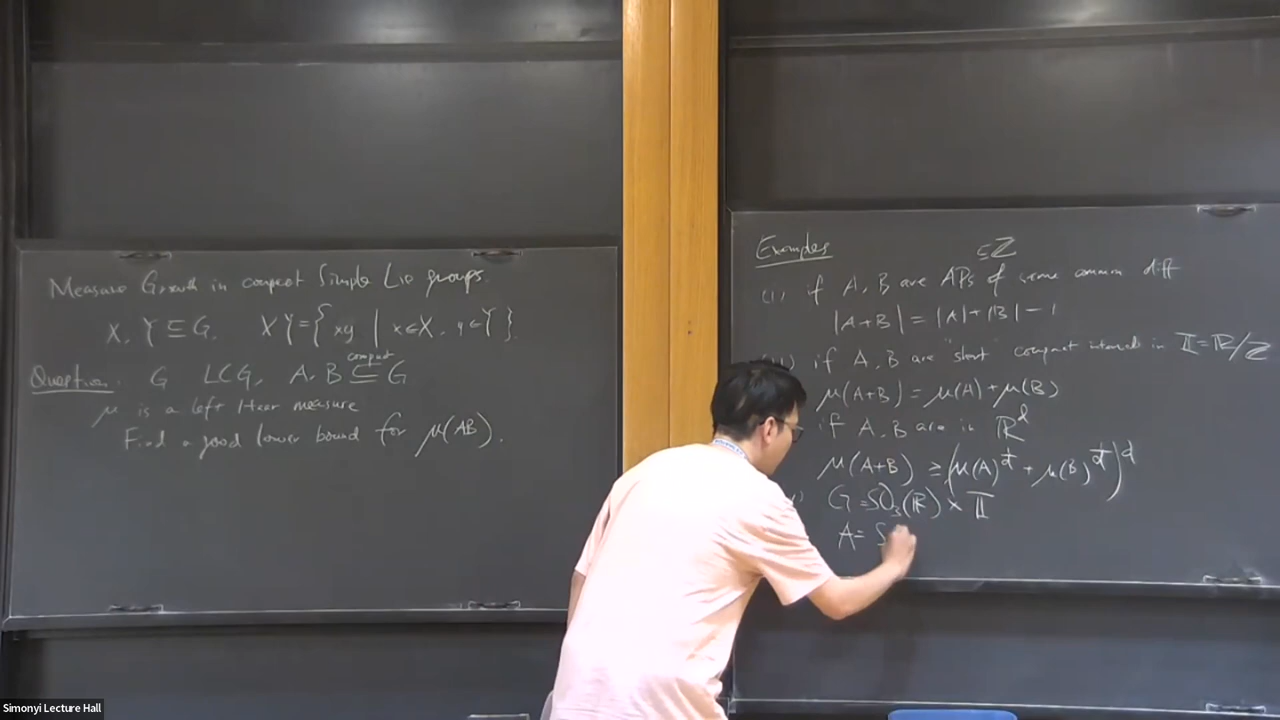 Measure Growth in compact Simple Lie groups.
X, Y ⊆ G, XY = { xy | x ∈ X, y ∈ Y }.
Question: G LCG, A, B ⊆ G
compact
μ is a left Haar measure
Find a good lower bound for μ(AB).
Examples
⊆ ℤ
(1) if A, B are APs of same common diff
|A+B| = |A| + |B| − 1
if A, B are "short" compact intervals in 𝕋 = ℝ/ℤ
μ(A+B) = μ(A) + μ(B)
if A, B are in ℝ^d
μ(A+B) ≥ (μ(A)^{1/d} + μ(B)^{1/d})^d
G = SO₃(ℝ) × 𝕋
A = S
Simonyi Lecture Hall